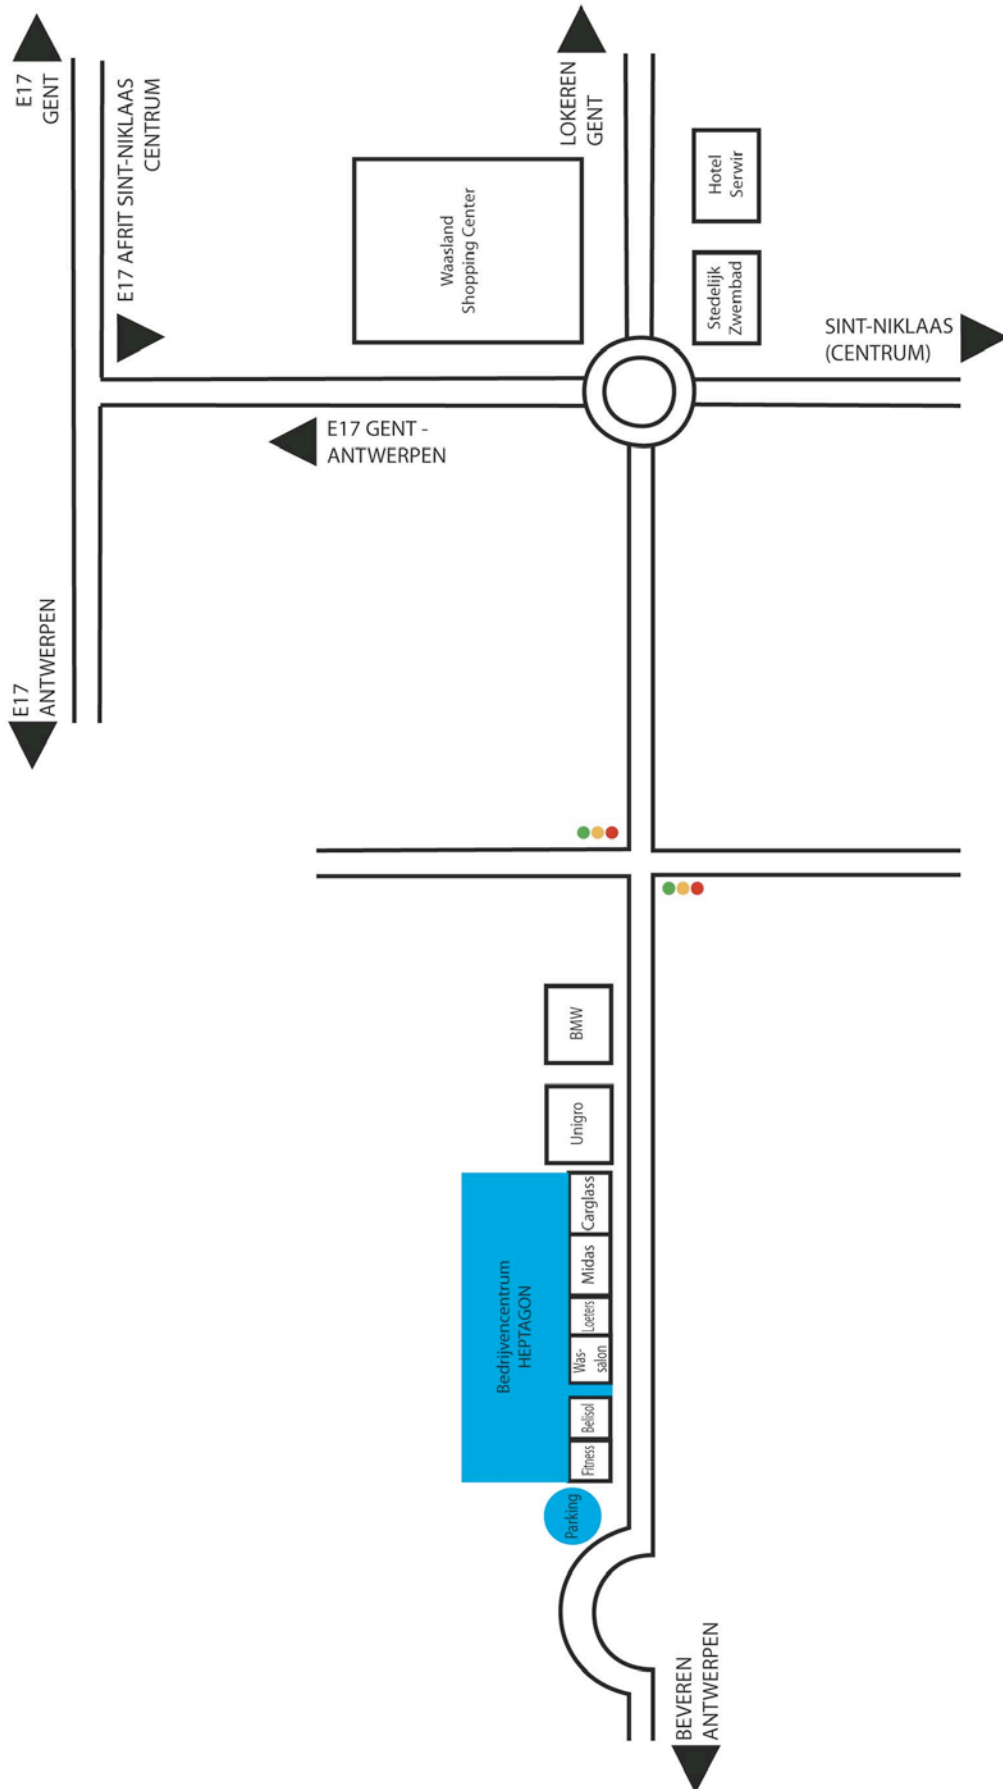 E17
GENT
E17 AFRIT SINT-NIKLAAS
CENTRUM
LOKEREN
GENT
Waasland
Shopping Center
Hotel
Serwir
Stedelijk
Zwembad
SINT-NIKLAAS
(CENTRUM)
E17 GENT -
ANTWERPEN
E17
ANTWERPEN
BMW
Unigro
Carglass
Midas
Loeters
Was-
salon
Belisol
Fitness
Bedrijvencentrum
HEPTAGON
Parking
BEVEREN
ANTWERPEN